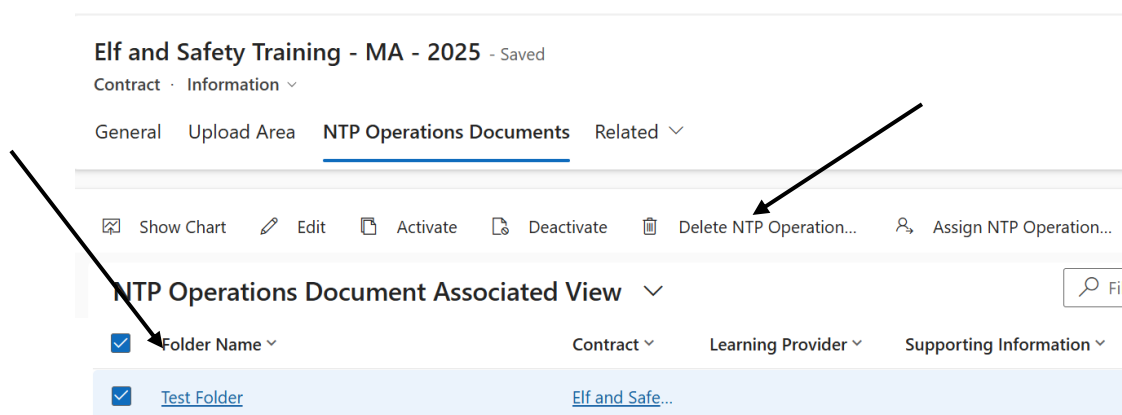 Elf and Safety Training - MA - 2025 - Saved
Contract · Information
General Upload Area NTP Operations Documents Related
Show Chart Edit Activate Deactivate Delete NTP Operation... Assign NTP Operation...
NTP Operations Document Associated View Fi
Folder Name Contract Learning Provider Supporting Information
Test Folder Elf and Safe...